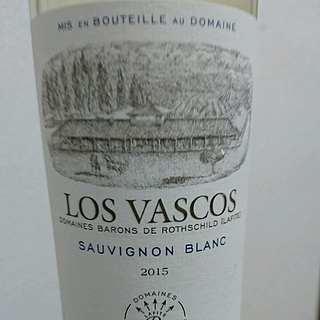 MIS EN BOUTEILLE AU DOMAINE
LOS VASCOS
DOMAINES BARONS DE ROTHSCHILD (LAFITE)
SAUVIGNON BLANC
2015
DOMAINES